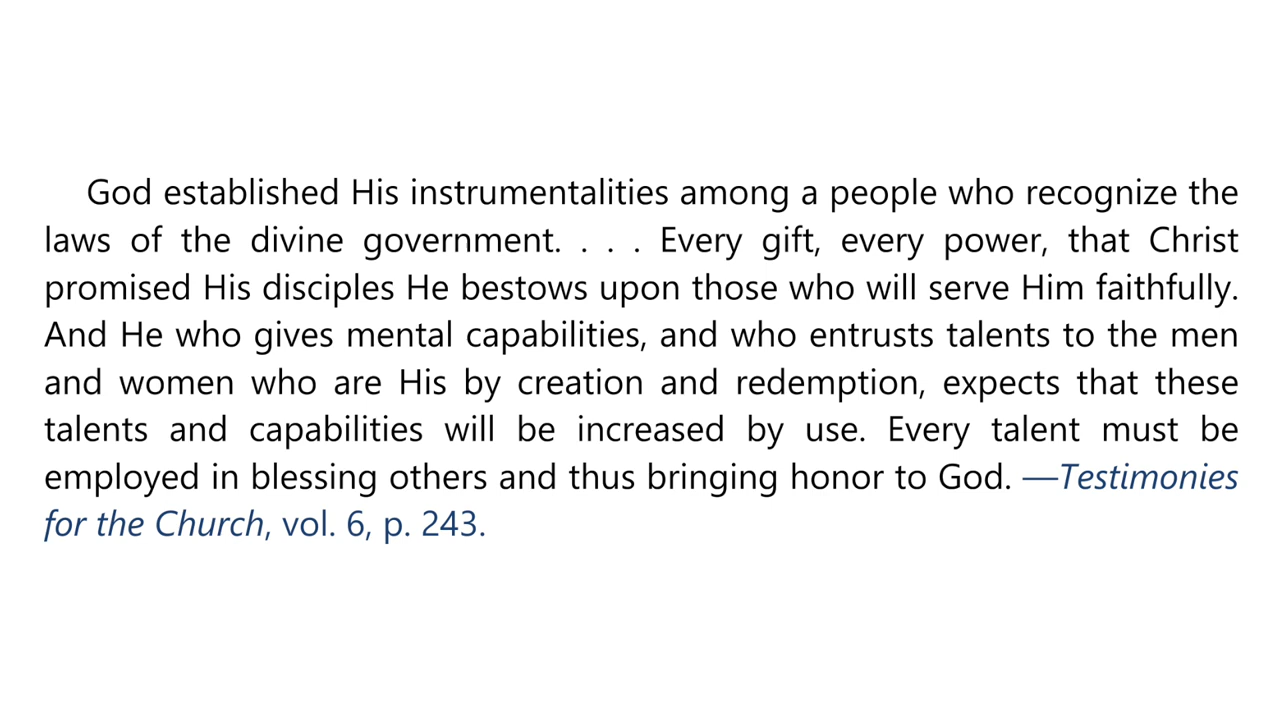 God established His instrumentalities among a people who recognize the
laws of the divine government. . . . Every gift, every power, that Christ
promised His disciples He bestows upon those who will serve Him faithfully.
And He who gives mental capabilities, and who entrusts talents to the men
and women who are His by creation and redemption, expects that these
talents and capabilities will be increased by use. Every talent must be
employed in blessing others and thus bringing honor to God. —Testimonies
for the Church, vol. 6, p. 243.